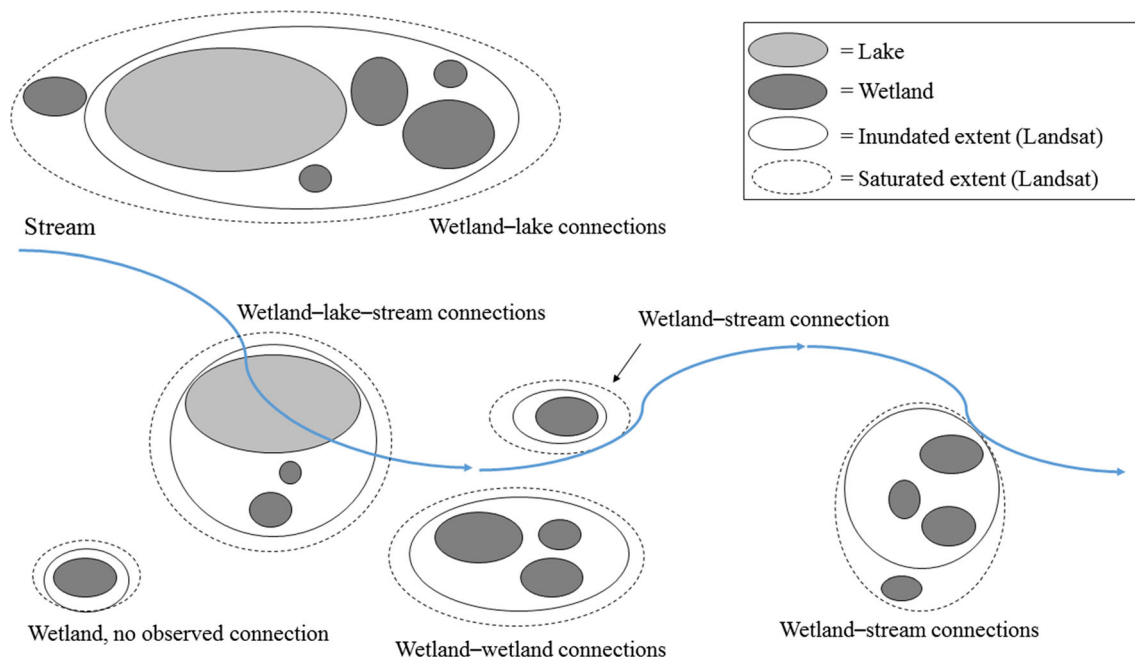 = Lake
= Wetland
= Inundated extent (Landsat)
= Saturated extent (Landsat)
Wetland–lake connections
Stream
Wetland–lake–stream connections
Wetland–stream connection
Wetland, no observed connection
Wetland–wetland connections
Wetland–stream connections